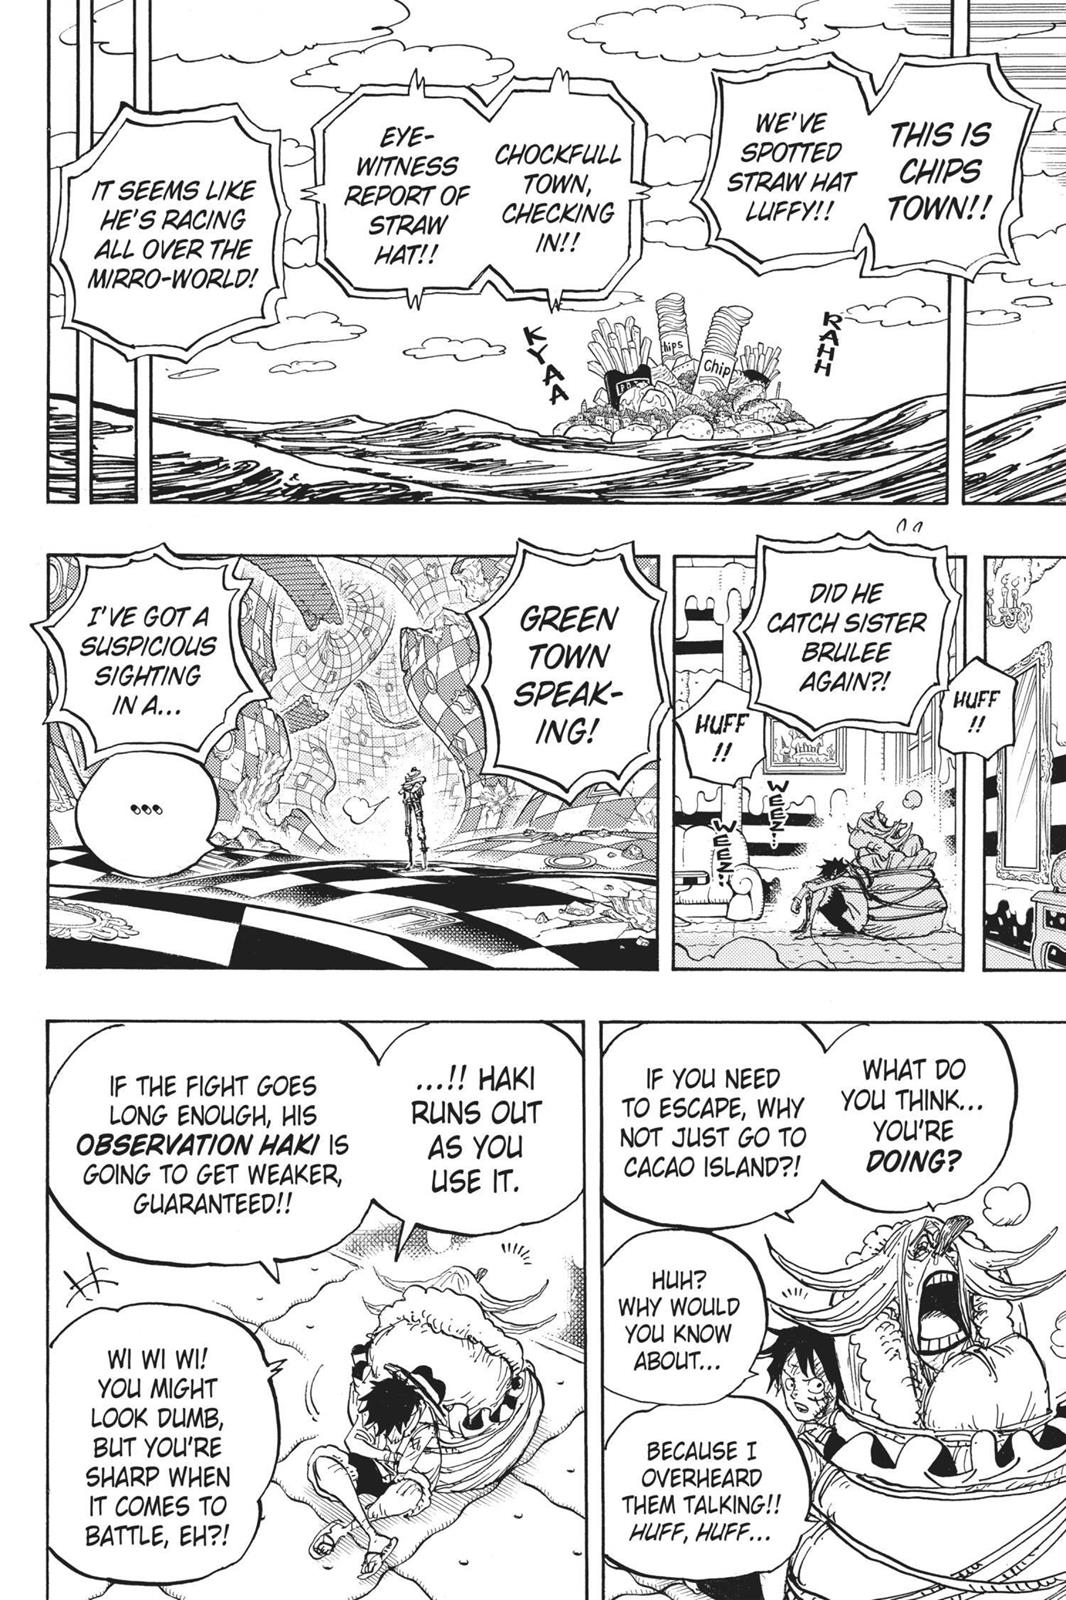 THIS IS
CHIPS
TOWN!!
WE'VE
SPOTTED
STRAW HAT
LUFFY!!
CHOCKFULL
TOWN,
CHECKING
IN!!
EYE-
WITNESS
REPORT OF
STRAW
HAT!!
IT SEEMS LIKE
HE'S RACING
ALL OVER THE
MIRRO-WORLD!
RAHH
KYAA
Chips
Chip
HUFF
!!
DID HE
CATCH SISTER
BRULEE
AGAIN?!
HUFF
!!
WEEZ!
WEEZ!
GREEN
TOWN
SPEAK-
ING!
I'VE GOT A
SUSPICIOUS
SIGHTING
IN A...
...
WHAT DO
YOU THINK...
YOU'RE
DOING?
IF YOU NEED
TO ESCAPE, WHY
NOT JUST GO TO
CACAO ISLAND?!
HUH?
WHY WOULD
YOU KNOW
ABOUT...
BECAUSE I
OVERHEARD
THEM TALKING!!
HUFF, HUFF...
...!! HAKI
RUNS OUT
AS YOU
USE IT.
IF THE FIGHT GOES
LONG ENOUGH, HIS
OBSERVATION HAKI IS
GOING TO GET WEAKER,
GUARANTEED!!
WI WI WI!
YOU MIGHT
LOOK DUMB,
BUT YOU'RE
SHARP WHEN
IT COMES TO
BATTLE, EH?!